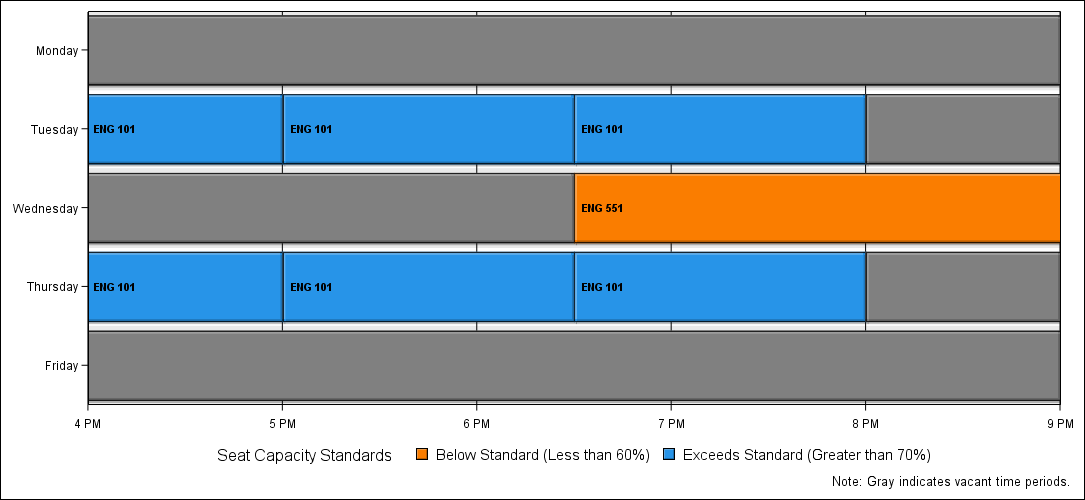 Monday
Tuesday ENG 101 ENG 101 ENG 101
Wednesday ENG 551
Thursday ENG 101 ENG 101 ENG 101
Friday
4 PM 5 PM 6 PM 7 PM 8 PM 9 PM
Seat Capacity Standards Below Standard (Less than 60%) Exceeds Standard (Greater than 70%)
Note: Gray indicates vacant time periods.